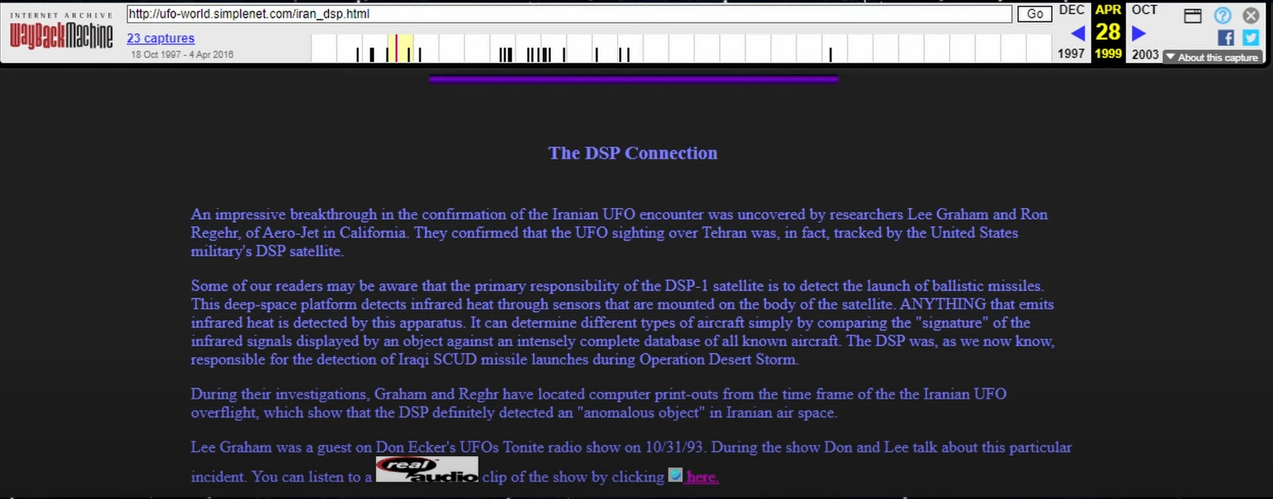 INTERNET ARCHIVE
WayBackMachine
http://ufo-world.simplenet.com/iran_dsp.html
Go
DEC
APR
OCT
23 captures
28
18 Oct 1997 - 4 Apr 2016
1997
1999
2003
About this capture
The DSP Connection
An impressive breakthrough in the confirmation of the Iranian UFO encounter was uncovered by researchers Lee Graham and Ron
Regehr, of Aero-Jet in California. They confirmed that the UFO sighting over Tehran was, in fact, tracked by the United States
military's DSP satellite.
Some of our readers may be aware that the primary responsibility of the DSP-1 satellite is to detect the launch of ballistic missiles.
This deep-space platform detects infrared heat through sensors that are mounted on the body of the satellite. ANYTHING that emits
infrared heat is detected by this apparatus. It can determine different types of aircraft simply by comparing the "signature" of the
infrared signals displayed by an object against an intensely complete database of all known aircraft. The DSP was, as we now know,
responsible for the detection of Iraqi SCUD missile launches during Operation Desert Storm.
During their investigations, Graham and Reghr have located computer print-outs from the time frame of the the Iranian UFO
overflight, which show that the DSP definitely detected an "anomalous object" in Iranian air space.
Lee Graham was a guest on Don Ecker's UFOs Tonite radio show on 10/31/93. During the show Don and Lee talk about this particular
incident. You can listen to a real audio clip of the show by clicking here.